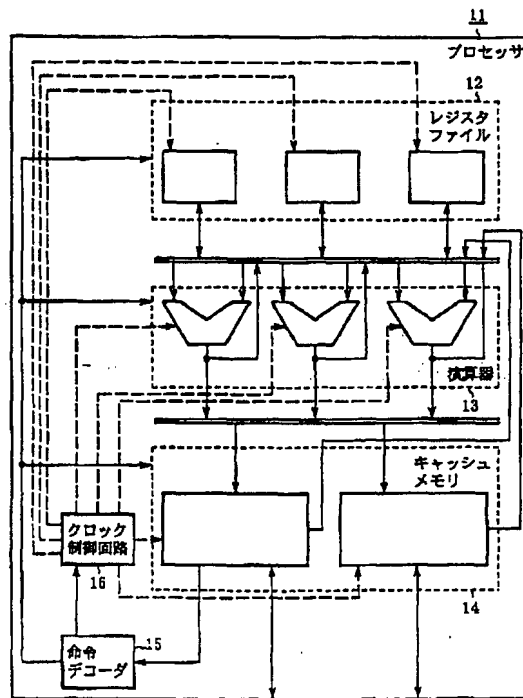 11
プロセッサ
12
レジスタ
ファイル
演算器
13
キャッシュ
メモリ
クロック
制御回路
16
14
15
命令
デコーダ